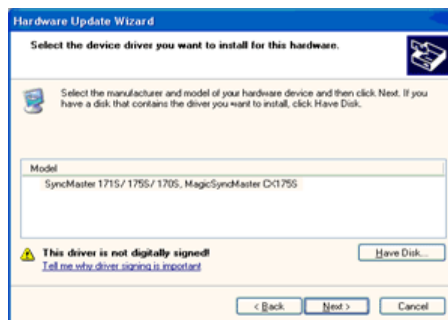 Hardware Update Wizard
Select the device driver you want to install for this hardware.
Select the manufacturer and model of your hardware device and then click Next. If you
have a disk that contains the driver you want to install, click Have Disk.
Model
SyncMaster 171S/ 175S/ 170S, MagicSyncMaster CX175S
This driver is not digitally signed!
Have Disk...
Tell me why driver signing is important
< Back
Next >
Cancel